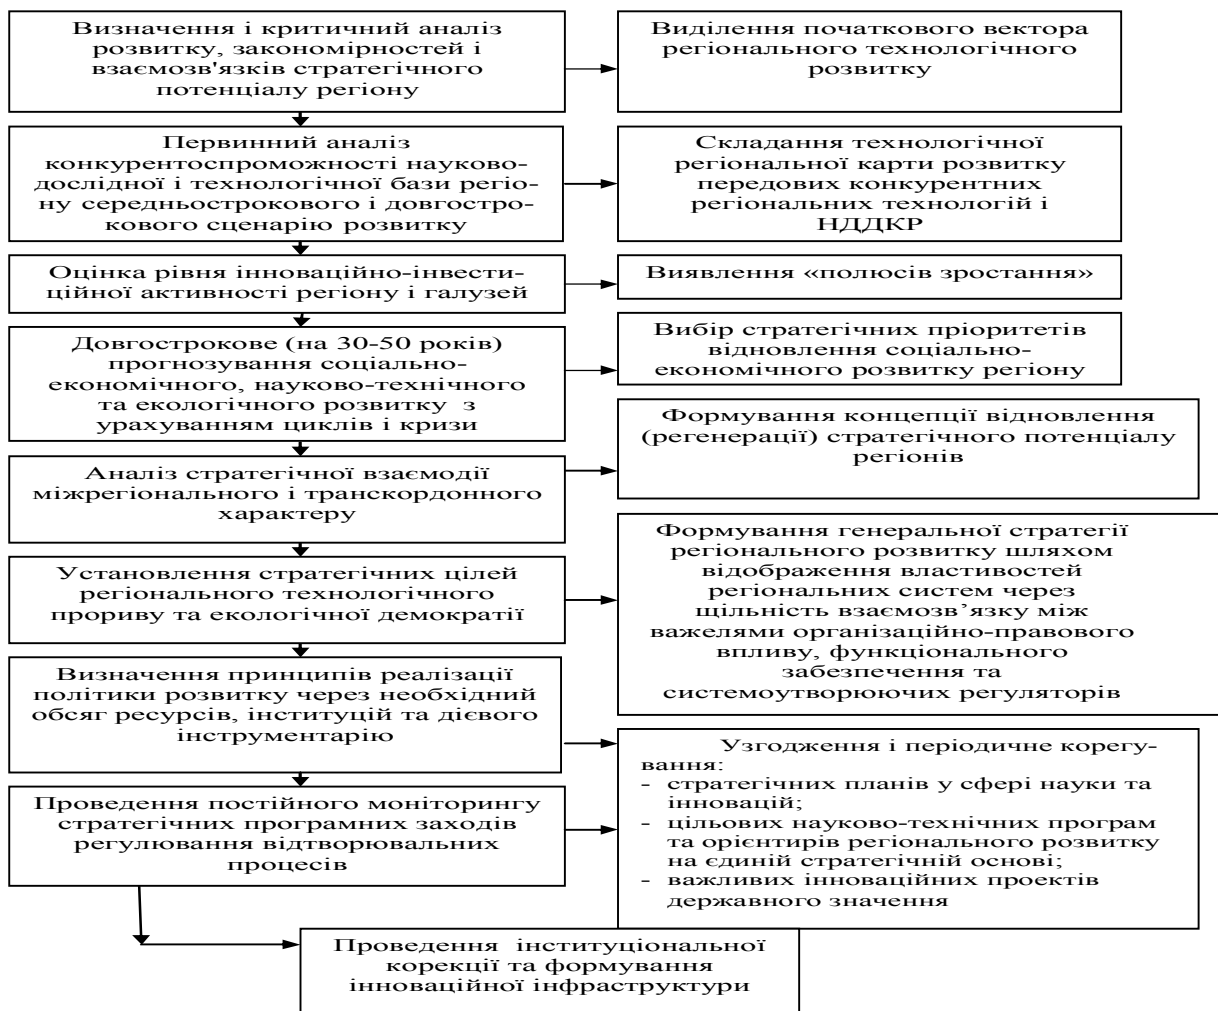 Визначення і критичний аналіз
розвитку, закономірностей і
взаємозв'язків стратегічного
потенціалу регіону
Виділення початкового вектора
регіонального технологічного
розвитку
Первинний аналіз
конкурентоспроможності науково-
дослідної і технологічної бази регіо-
ну середньострокового і довгостро-
кового сценарію розвитку
Складання технологічної
регіональної карти розвитку
передових конкурентних
регіональних технологій і
НДДКР
Оцінка рівня інноваційно-інвести-
ційної активності регіону і галузей
Виявлення «полюсів зростання»
Довгострокове (на 30-50 років)
прогнозування соціально-
економічного, науково-технічного
та екологічного розвитку з
урахуванням циклів і кризи
Вибір стратегічних пріоритетів
відновлення соціально-
економічного розвитку регіону
Аналіз стратегічної взаємодії
міжрегіонального і транскордонного
характеру
Формування концепції відновлення
(регенерації) стратегічного потенціалу
регіонів
Установлення стратегічних цілей
регіонального технологічного
прориву та екологічної демократії
Формування генеральної стратегії
регіонального розвитку шляхом
відображення властивостей
регіональних систем через
щільність взаємозв’язку між
важелями організаційно-правового
впливу, функціонального
забезпечення та
системоутворюючих регуляторів
Визначення принципів реалізації
політики розвитку через необхідний
обсяг ресурсів, інституцій та дієвого
інструментарію
Проведення постійного моніторингу
стратегічних програмних заходів
регулювання відтворювальних
процесів
Узгодження і періодичне корегу-
вання:
- стратегічних планів у сфері науки та
інновацій;
- цільових науково-технічних програм
та орієнтирів регіонального розвитку
на єдиній стратегічній основі;
- важливих інноваційних проектів
державного значення
Проведення інституціональної
корекції та формування
інноваційної інфраструктури